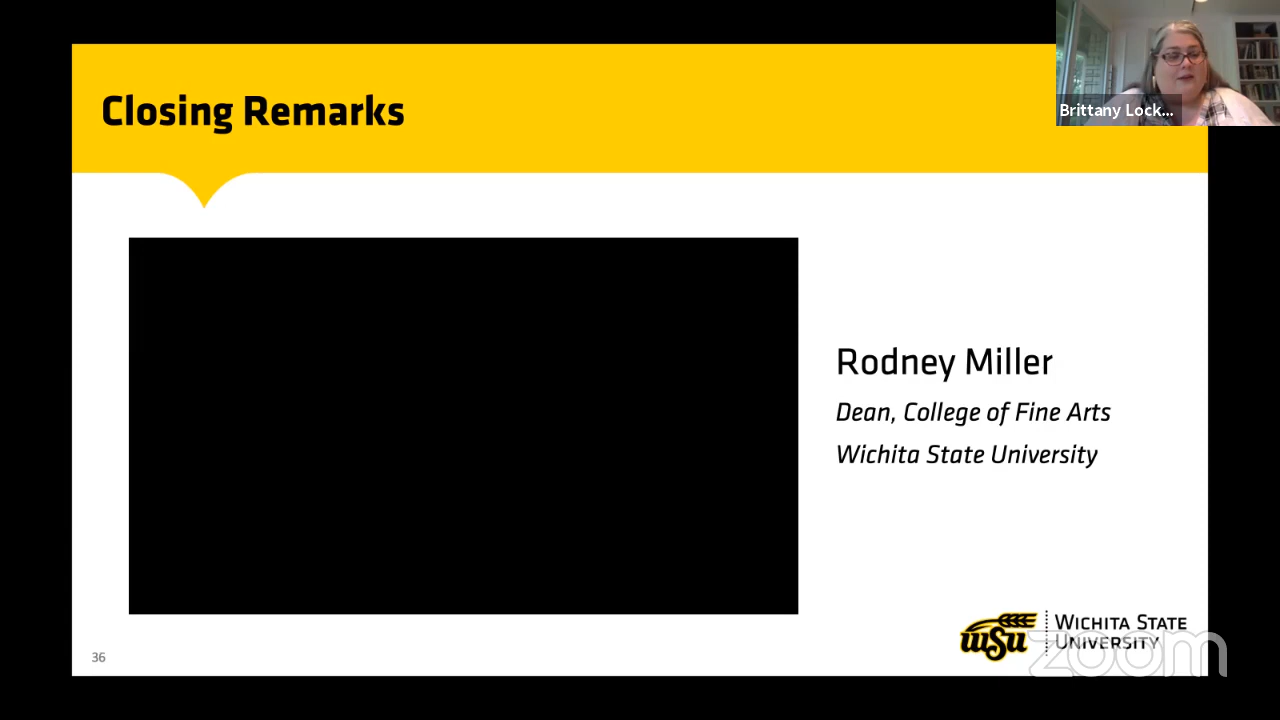 Closing Remarks
Brittany Lock...
Rodney Miller
Dean, College of Fine Arts
Wichita State University
WSU
WICHITA STATE
UNIVERSITY
zoom
36